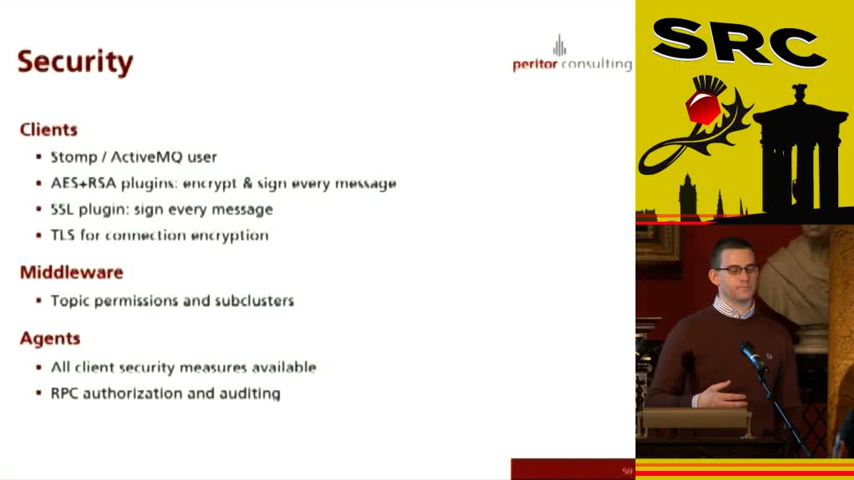 Security
peritor consulting
Clients
▪ Stomp / ActiveMQ user
▪ AES+RSA plugins: encrypt & sign every message
▪ SSL plugin: sign every message
▪ TLS for connection encryption
Middleware
▪ Topic permissions and subclusters
Agents
▪ All client security measures available
▪ RPC authorization and auditing
SRC